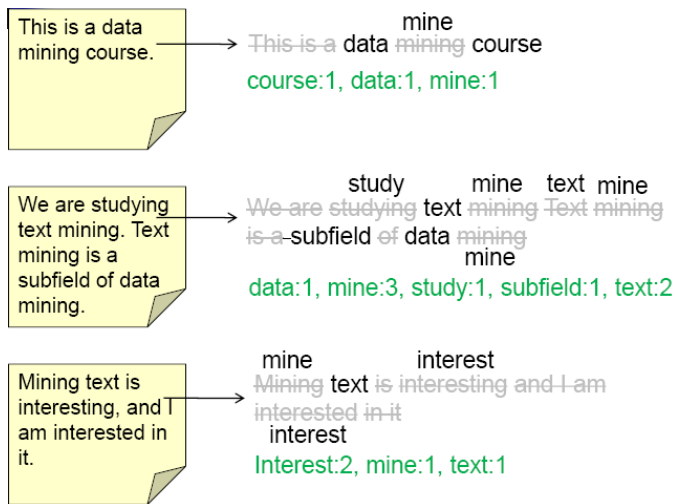 This is a data
mining course.
mine
This is a data mining course
course:1, data:1, mine:1
We are studying
text mining. Text
mining is a
subfield of data
mining.
study mine text mine
We are studying text mining Text mining
is a subfield of data mining
mine
data:1, mine:3, study:1, subfield:1, text:2
Mining text is
interesting, and I
am interested in
it.
mine interest
Mining text is interesting and I am
interested in it
interest
Interest:2, mine:1, text:1